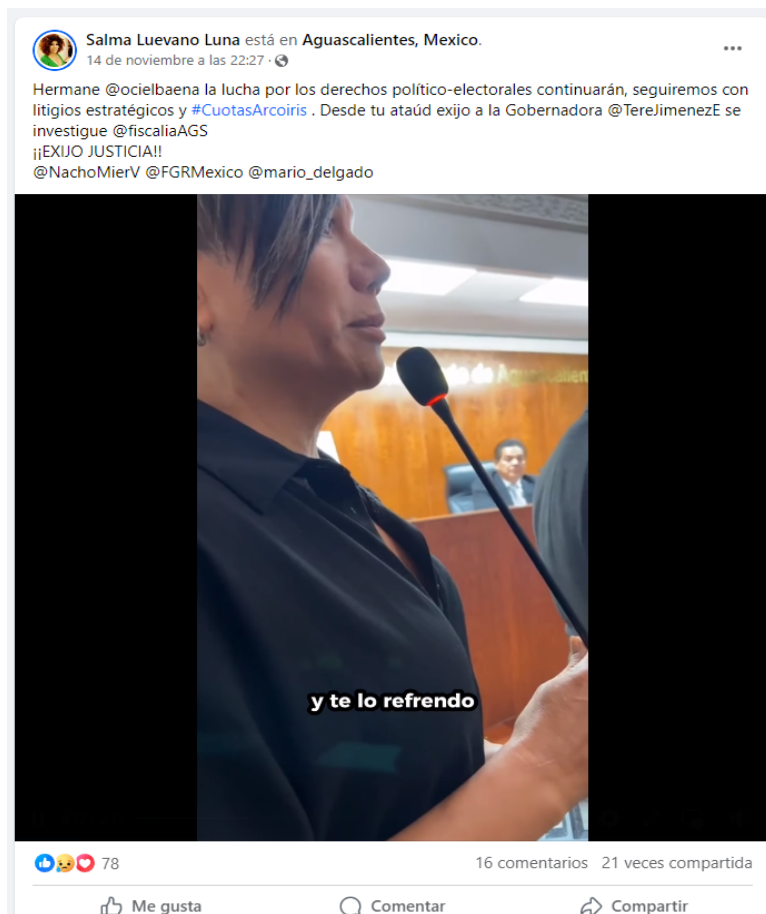 Salma Luevano Luna está en Aguascalientes, Mexico.
14 de noviembre a las 22:27 ·
Hermane @ocielbaena la lucha por los derechos político-electorales continuarán, seguiremos con
litigios estratégicos y #CuotasArcoiris . Desde tu ataúd exijo a la Gobernadora @TereJimenezE se
investigue @fiscaliaAGS
¡¡EXIJO JUSTICIA!!
@NachoMierV @FGRMexico @mario_delgado
y te lo refrendo
78
16 comentarios 21 veces compartida
Me gusta Comentar Compartir